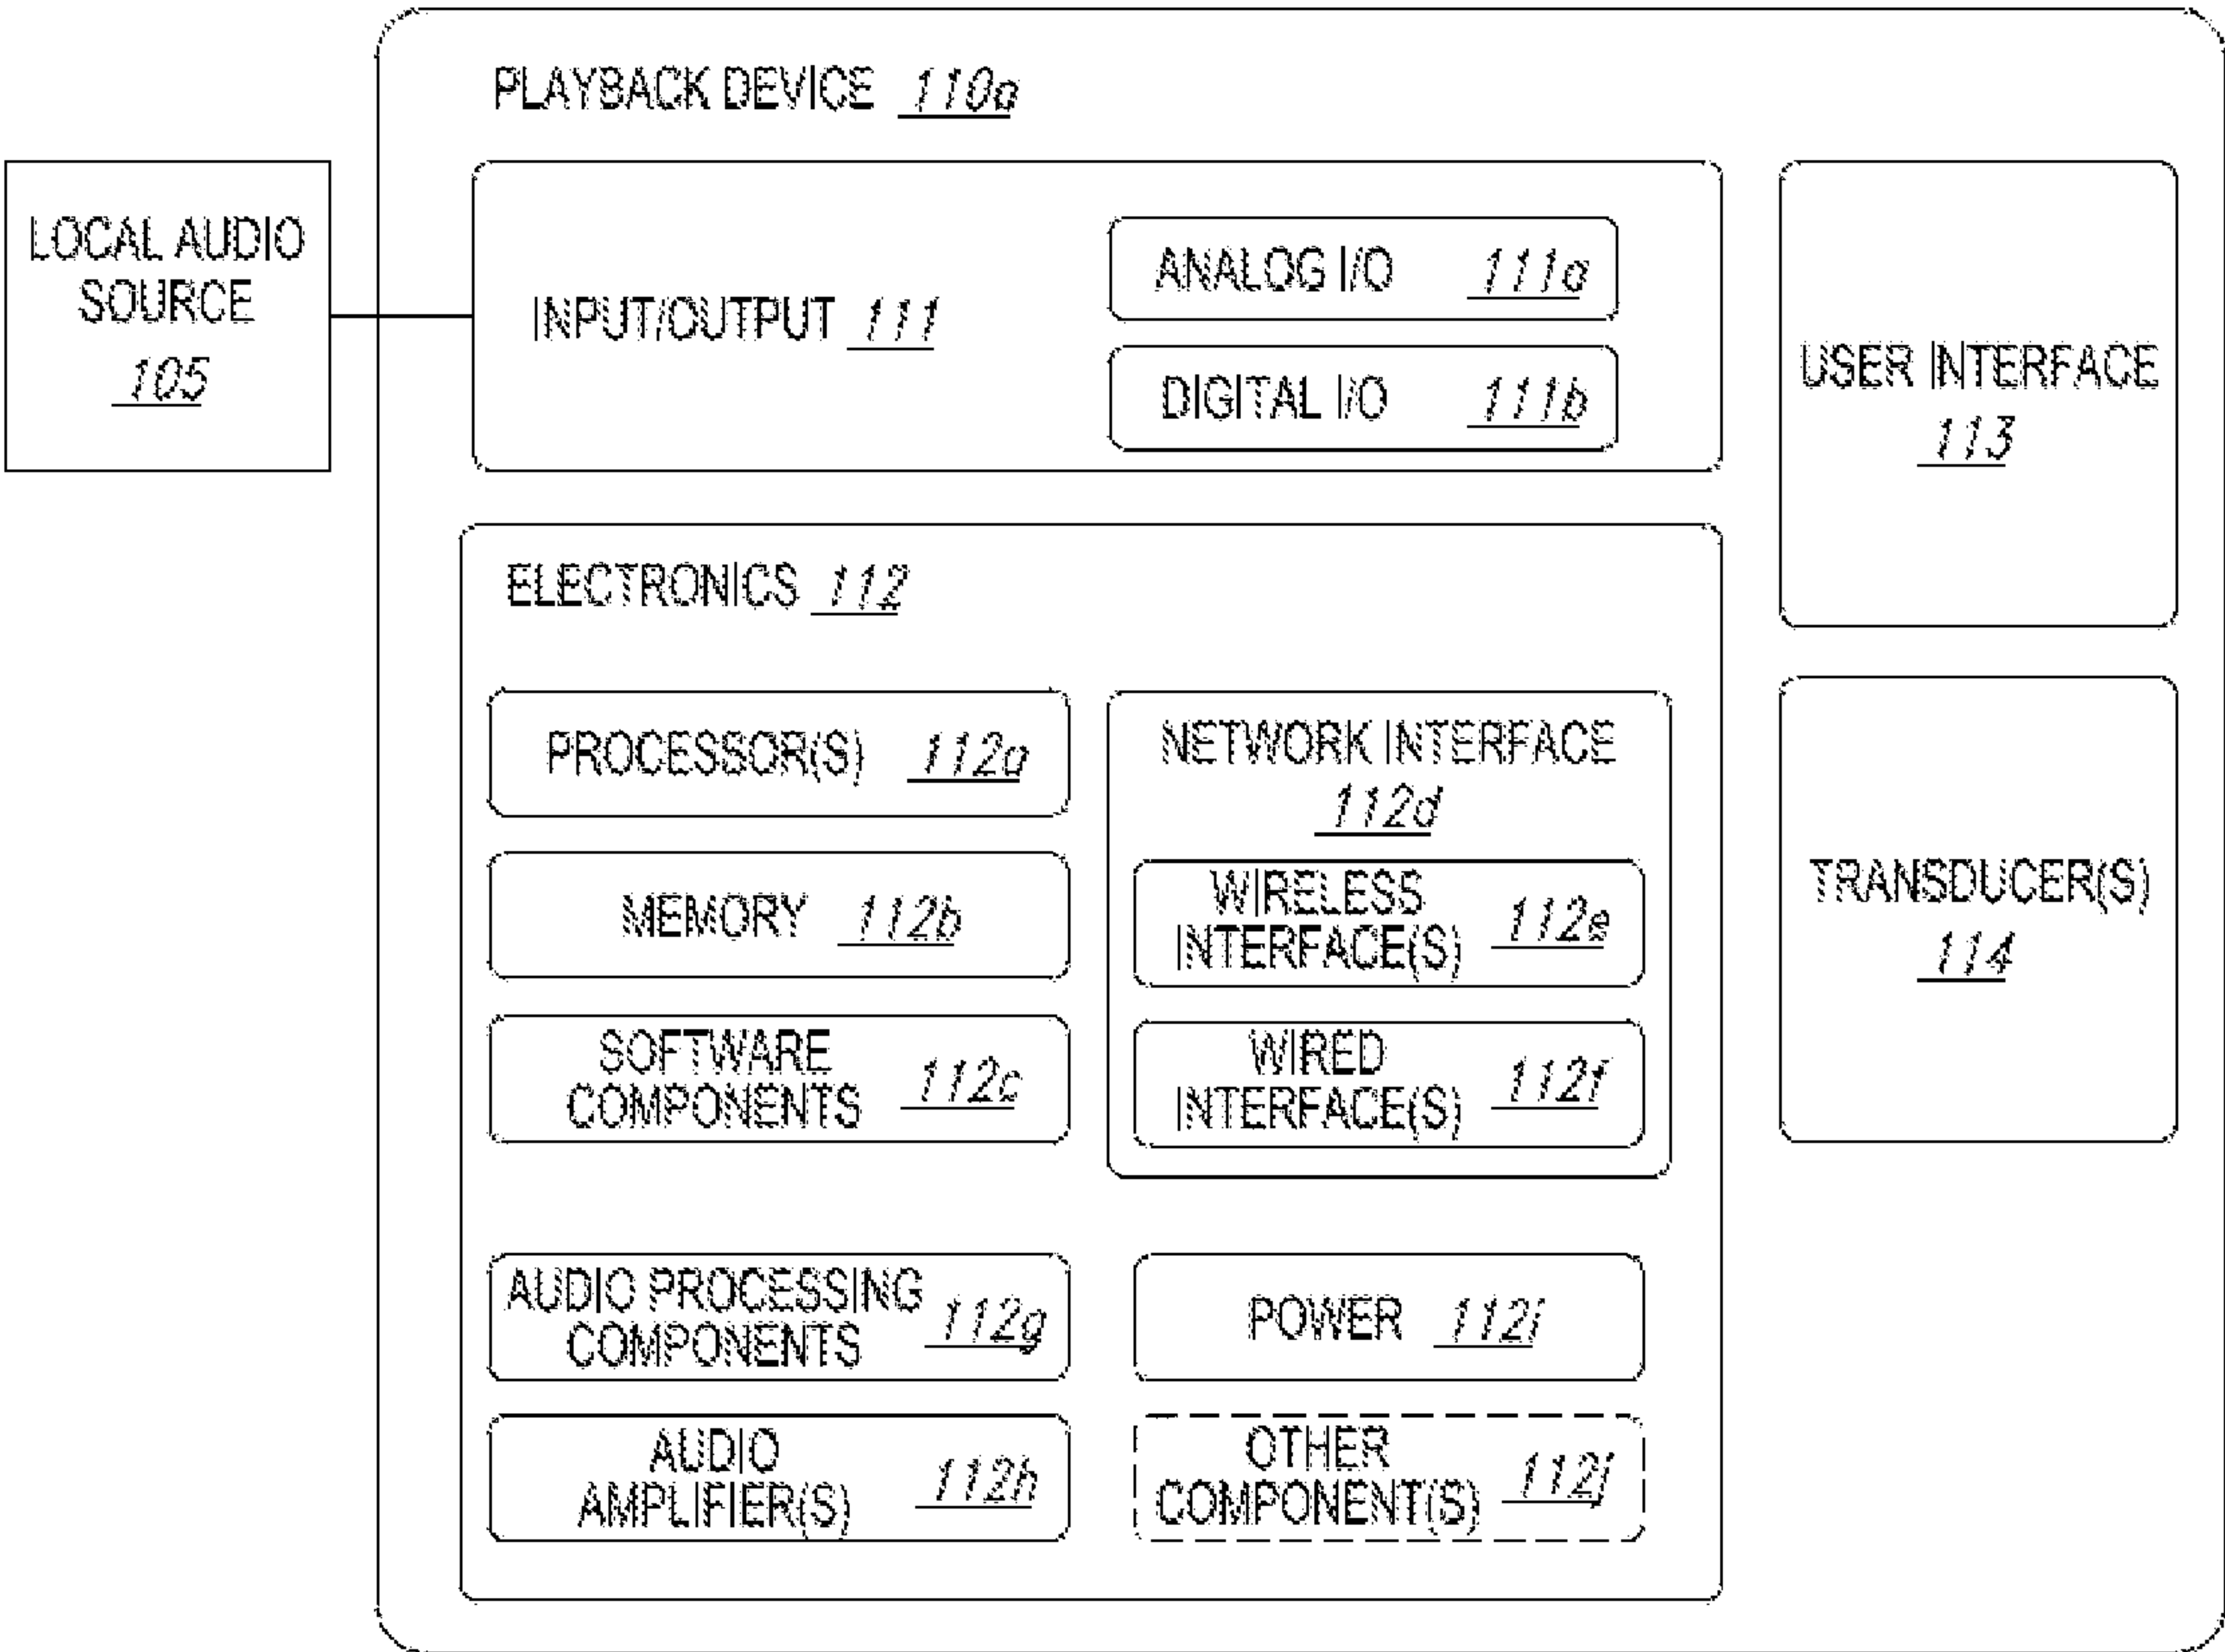 PLAYBACK DEVICE 110a
LOCAL AUDIO
SOURCE
105
INPUT/OUTPUT 111
ANALOG I/O 111a
DIGITAL I/O 111b
USER INTERFACE
113
ELECTRONICS 112
PROCESSOR(S) 112a
MEMORY 112b
SOFTWARE
COMPONENTS 112c
NETWORK INTERFACE
112d
WIRELESS
INTERFACE(S) 112e
WIRED
INTERFACE(S) 112f
TRANSDUCER(S)
114
AUDIO PROCESSING
COMPONENTS 112g
POWER 112i
AUDIO
AMPLIFIER(S) 112h
OTHER
COMPONENT(S) 112j